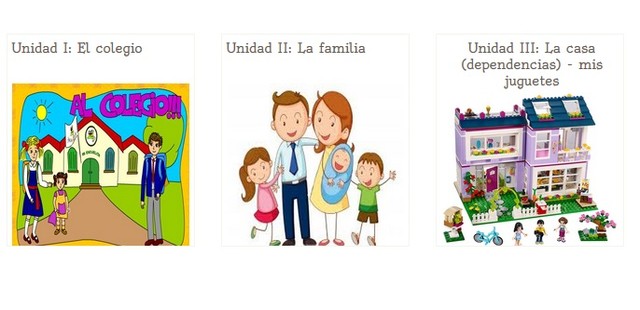 Unidad I: El colegio
AL COLEGIO!!!
Unidad II: La familia
Unidad III: La casa
(dependencias) - mis
juguetes